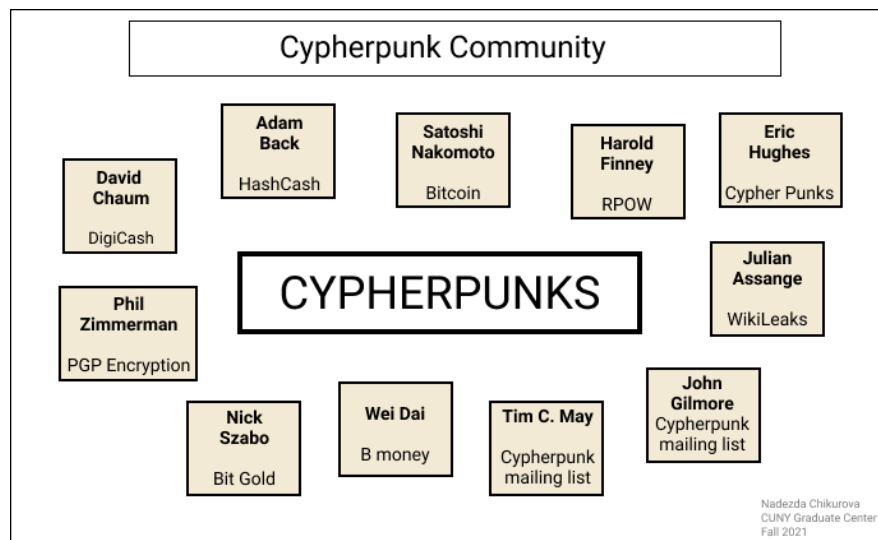 Cypherpunk Community
Adam
Back
HashCash
Satoshi
Nakomoto
Bitcoin
Harold
Finney
RPOW
Eric
Hughes
Cypher Punks
David
Chaum
DigiCash
CYPHERPUNKS
Julian
Assange
WikiLeaks
Phil
Zimmerman
PGP Encryption
Nick
Szabo
Bit Gold
Wei Dai
B money
Tim C. May
Cypherpunk
mailing list
John
Gilmore
Cypherpunk
mailing list
Nadezda Chikurova
CUNY Graduate Center
Fall 2021